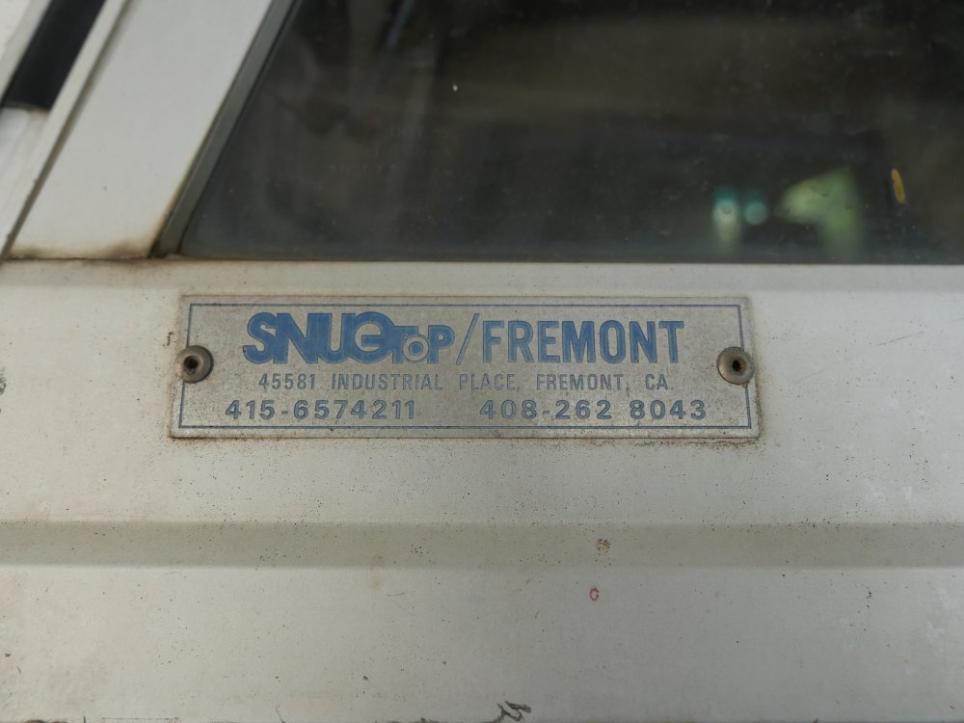 SNUGTOP/FREMONT
45581 INDUSTRIAL PLACE, FREMONT, CA.
415-6574211 408-262 8043